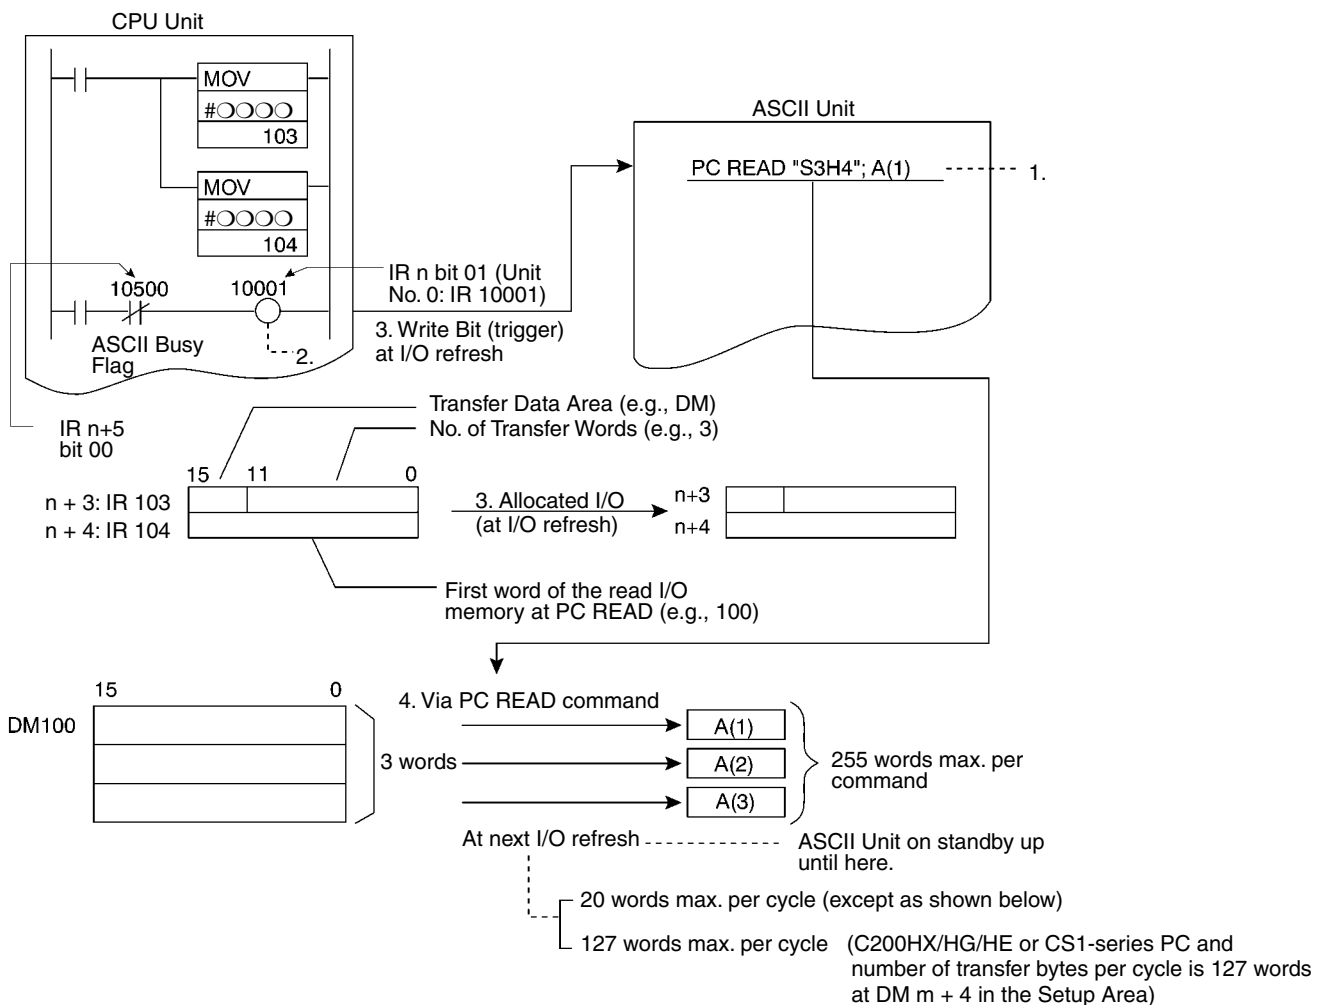 CPU Unit
MOV
#○○○○
103
MOV
#○○○○
104
10500
10001
ASCII Busy
Flag
2.
IR n+5
bit 00
IR n bit 01 (Unit
No. 0: IR 10001)
3. Write Bit (trigger)
at I/O refresh
ASCII Unit
PC READ "S3H4"; A(1)
1.
Transfer Data Area (e.g., DM)
No. of Transfer Words (e.g., 3)
15 11 0
n + 3: IR 103
n + 4: IR 104
3. Allocated I/O
(at I/O refresh)
n+3
n+4
First word of the read I/O
memory at PC READ (e.g., 100)
15 0
DM100
3 words
4. Via PC READ command
A(1)
A(2)
A(3)
255 words max. per
command
At next I/O refresh
ASCII Unit on standby up
until here.
20 words max. per cycle (except as shown below)
127 words max. per cycle (C200HX/HG/HE or CS1-series PC and
number of transfer bytes per cycle is 127 words
at DM m + 4 in the Setup Area)